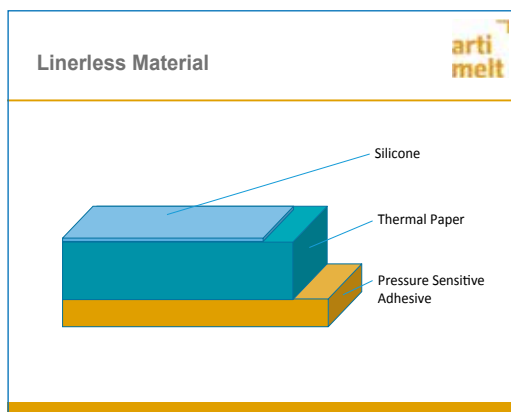 Linerless Material
arti
melt
Silicone
Thermal Paper
Pressure Sensitive
Adhesive